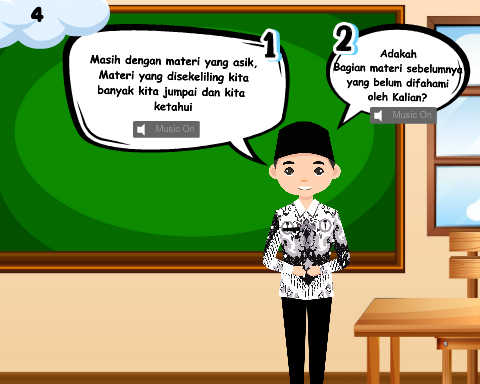 4
1
Masih dengan materi yang asik,
Materi yang disekeliling kita
banyak kita jumpai dan kita
ketahui
Music On
2
Adakah
Bagian materi sebelumnya
yang belum difahami
oleh Kalian?
Music On